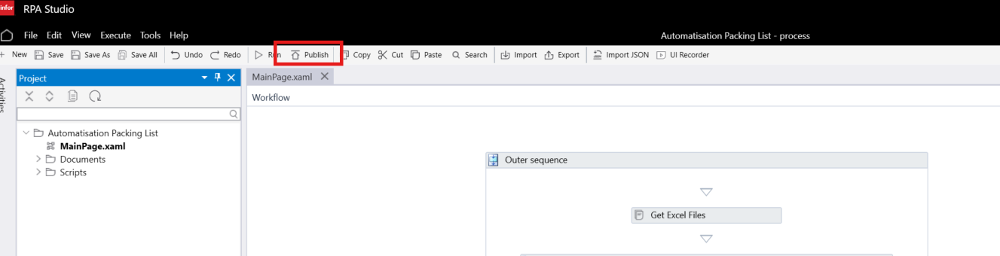 infor RPA Studio
File Edit View Execute Tools Help Automatisation Packing List - process
New Save Save As Save All Undo Redo Run Publish Copy Cut Paste Search Import Export Import JSON UI Recorder
Activities
Project
MainPage.xaml
Workflow
Automatisation Packing List
MainPage.xaml
Documents
Scripts
Outer sequence
Get Excel Files